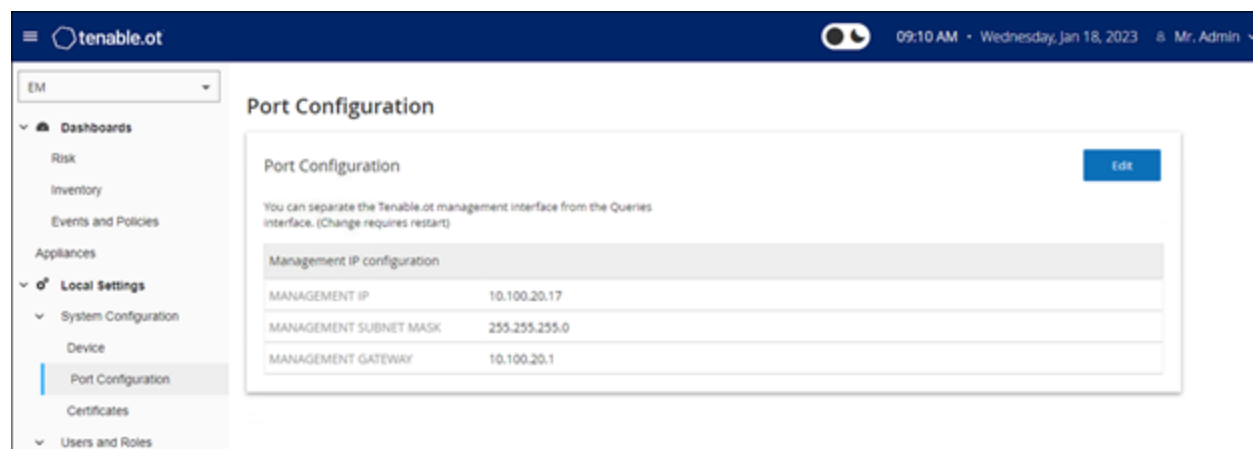 tenable.ot
09:10 AM • Wednesday, Jan 18, 2023 Mr. Admin
EM
Dashboards
Risk
Inventory
Events and Policies
Appliances
Local Settings
System Configuration
Device
Port Configuration
Certificates
Users and Roles
Port Configuration
Port Configuration
Edit
You can separate the Tenable.ot management interface from the Queries
interface. (Change requires restart)
Management IP configuration
MANAGEMENT IP 10.100.20.17
MANAGEMENT SUBNET MASK 255.255.255.0
MANAGEMENT GATEWAY 10.100.20.1